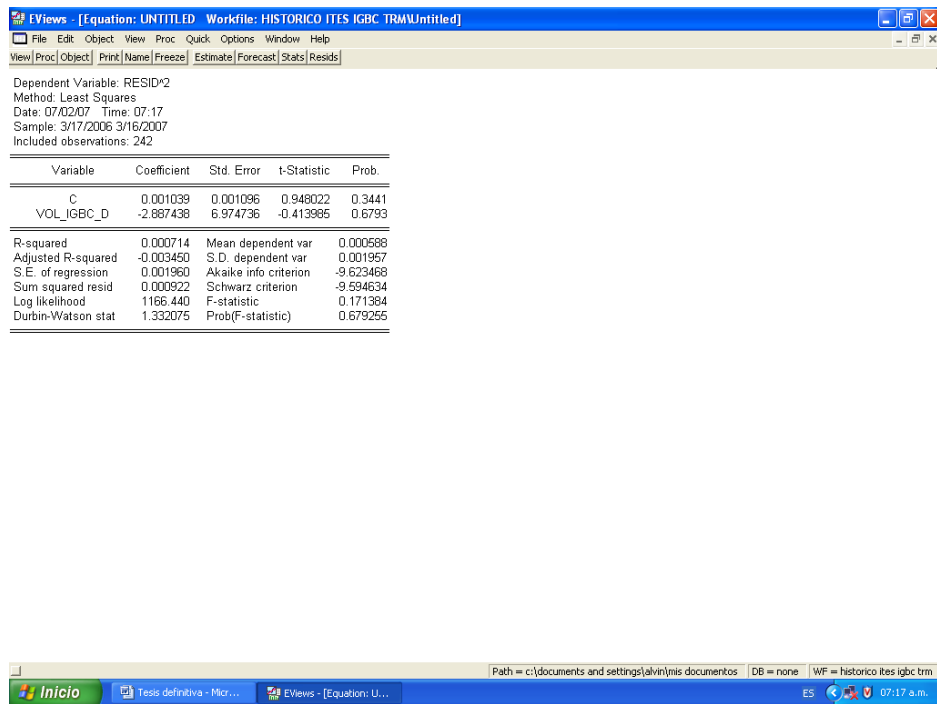 EViews - [Equation: UNTITLED Workfile: HISTORICO ITES IGBC TRM\Untitled]
File Edit Object View Proc Quick Options Window Help
View Proc Object Print Name Freeze Estimate Forecast Stats Resids
Dependent Variable: RESID^2
Method: Least Squares
Date: 07/02/07 Time: 07:17
Sample: 3/17/2006 3/16/2007
Included observations: 242
Variable Coefficient Std. Error t-Statistic Prob.
C 0.001039 0.001096 0.948022 0.3441
VOL_IGBC_D -2.887438 6.974736 -0.413985 0.6793
R-squared 0.000714 Mean dependent var 0.000588
Adjusted R-squared -0.003450 S.D. dependent var 0.001957
S.E. of regression 0.001960 Akaike info criterion -9.623468
Sum squared resid 0.000922 Schwarz criterion -9.594634
Log likelihood 1166.440 F-statistic 0.171384
Durbin-Watson stat 1.332075 Prob(F-statistic) 0.679255
Path = c:\documents and settings\alvin\mis documentos DB = none WF = historico ites igbc trm
Inicio Tesis definitiva - Micr... EViews - [Equation: U... ES 07:17 a.m.